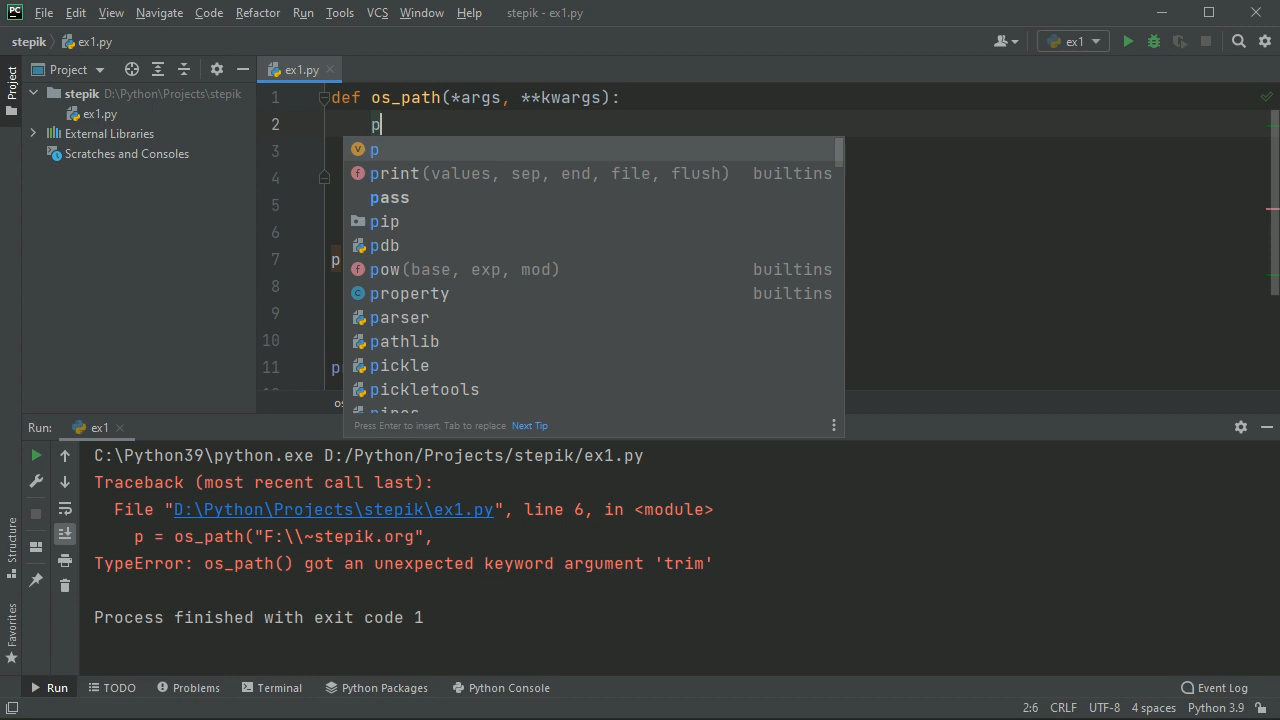 PC File Edit View Navigate Code Refactor Run Tools VCS Window Help stepik - ex1.py
stepik ex1.py ex1
Project
Project ex1.py
stepik D:\Python\Projects\stepik
ex1.py
External Libraries
Scratches and Consoles
1 def os_path(*args, **kwargs):
2 p
3
4
5
6
7 p
8
9
10
11 pr
v p
f print(values, sep, end, file, flush) builtins
pass
pip
pdb
f pow(base, exp, mod) builtins
c property builtins
parser
pathlib
pickle
pickletools
pipes
Press Enter to insert, Tab to replace Next Tip
os
Run: ex1
C:\Python39\python.exe D:/Python/Projects/stepik/ex1.py
Traceback (most recent call last):
File "D:\Python\Projects\stepik\ex1.py", line 6, in <module>
p = os_path("F:\\~stepik.org",
TypeError: os_path() got an unexpected keyword argument 'trim'
Process finished with exit code 1
Structure
Favorites
Run TODO Problems Terminal Python Packages Python Console Event Log
2:6 CRLF UTF-8 4 spaces Python 3.9